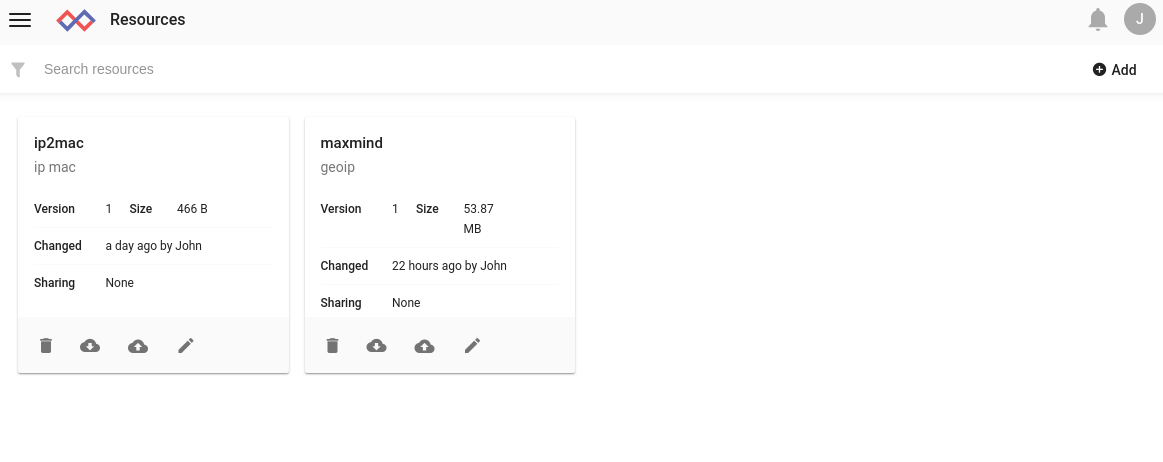 Resources
J
Search resources
Add
ip2mac
ip mac
Version 1 Size 466 B
Changed a day ago by John
Sharing None
maxmind
geoip
Version 1 Size 53.87
MB
Changed 22 hours ago by John
Sharing None